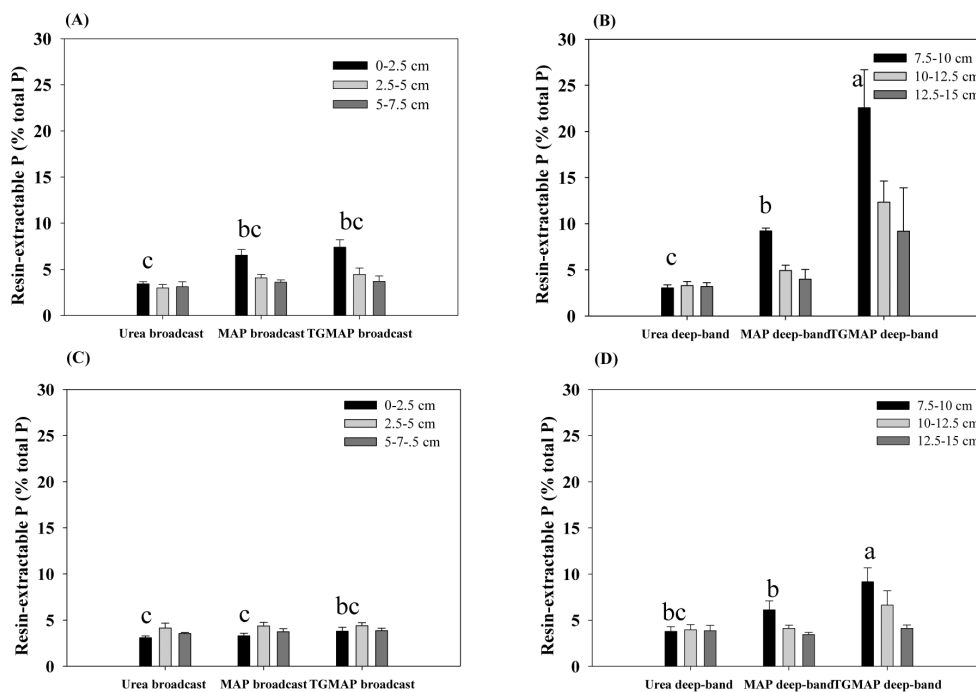 (A)
Resin-extractable P (% total P)
30
25
20
15
10
5
0
0-2.5 cm
2.5-5 cm
5-7.5 cm
c
bc
bc
Urea broadcast MAP broadcast TGMAP broadcast
(B)
Resin-extractable P (% total P)
30
25
20
15
10
5
0
7.5-10 cm
10-12.5 cm
12.5-15 cm
c
b
a
Urea deep-band MAP deep-bandTGMAP deep-band
(C)
Resin-extractable P (% total P)
30
25
20
15
10
5
0
0-2.5 cm
2.5-5 cm
5-7-.5 cm
c
c
bc
Urea broadcast MAP broadcast TGMAP broadcast
(D)
Resin-extractable P (% total P)
30
25
20
15
10
5
0
7.5-10 cm
10-12.5 cm
12.5-15 cm
bc
b
a
Urea deep-band MAP deep-bandTGMAP deep-band